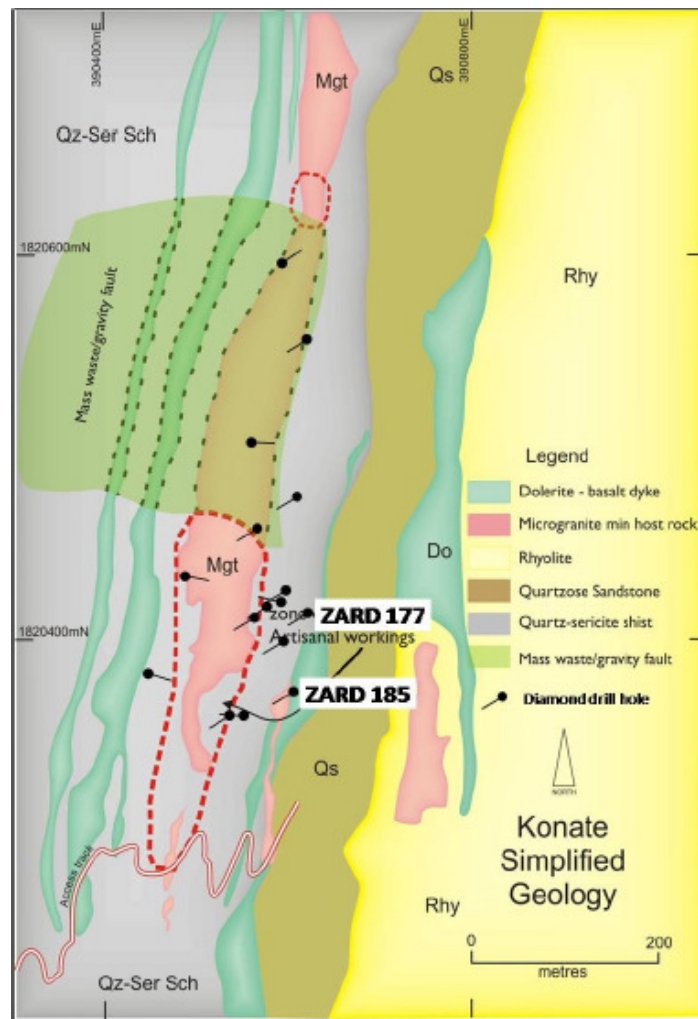 390400mE
390800mE
Mgt
Qs
Qz-Ser Sch
1820600mN
Rhy
Mass waste/gravity fault
Legend
Dolerite - basalt dyke
Microgranite min host rock
Rhyolite
Quartzose Sandstone
Quartz-sericite shist
Mass waste/gravity fault
Diamond drill hole
Mgt
Do
ZARD 177
zon
Artisanal workings
1820400mN
ZARD 185
NORTH
Qs
Konate
Simplified
Geology
Access track
Rhy
0 200
metres
Qz-Ser Sch